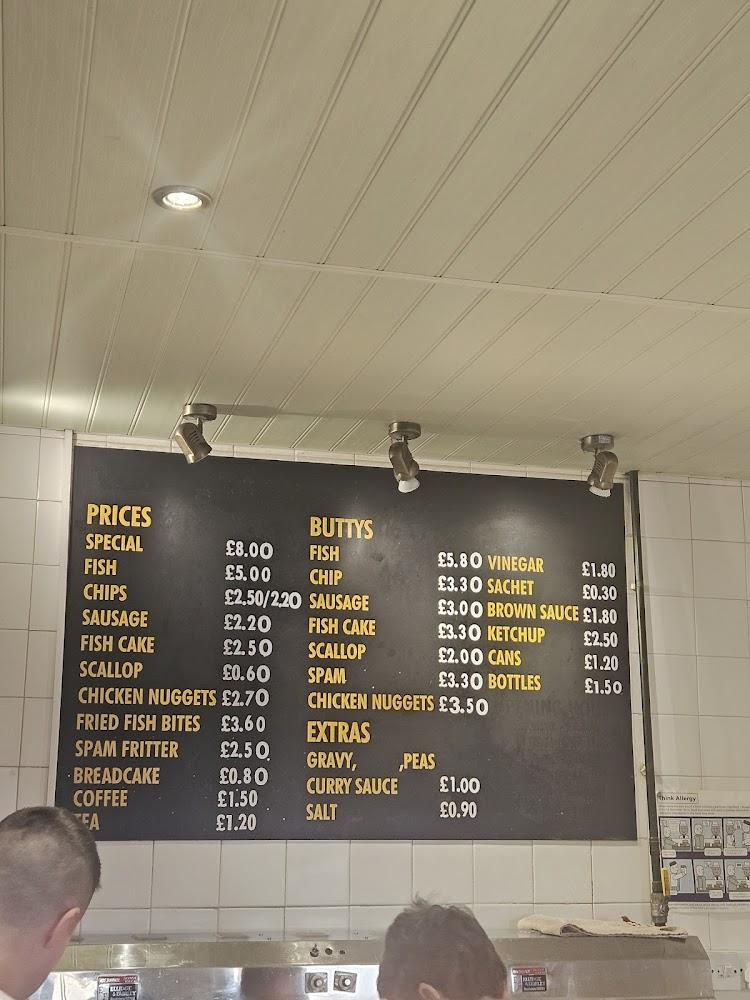 PRICES
SPECIAL £8.00
FISH £5.00
CHIPS £2.50/2.20
SAUSAGE £2.20
FISH CAKE £2.50
SCALLOP £0.60
CHICKEN NUGGETS £2.70
FRIED FISH BITES £3.60
SPAM FRITTER £2.50
BREADCAKE £0.80
COFFEE £1.50
TEA £1.20
BUTTYS
FISH £5.80
CHIP £3.30
SAUSAGE £3.00
FISH CAKE £3.30
SCALLOP £2.00
SPAM £3.30
CHICKEN NUGGETS £3.50
EXTRAS
GRAVY, ,PEAS
CURRY SAUCE £1.00
SALT £0.90
VINEGAR £1.80
SACHET £0.30
BROWN SAUCE £1.80
KETCHUP £2.50
CANS £1.20
BOTTLES £1.50
Think Allergy